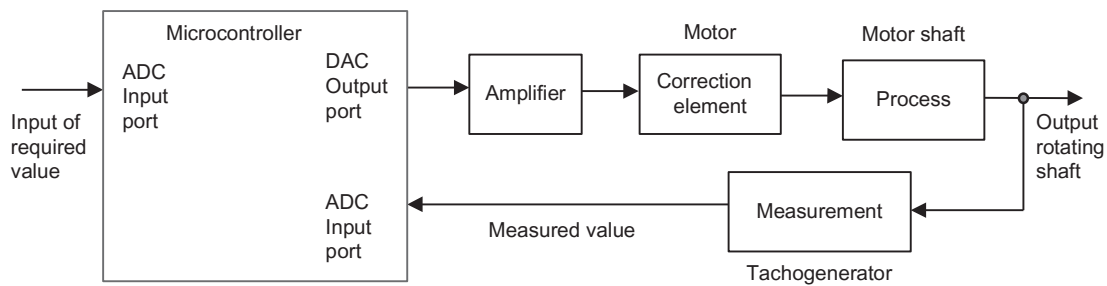 Microcontroller
ADC
Input
port
DAC
Output
port
Input of
required
value
ADC
Input
port
Amplifier
Motor
Correction
element
Motor shaft
Process
Output
rotating
shaft
Measurement
Tachogenerator
Measured value